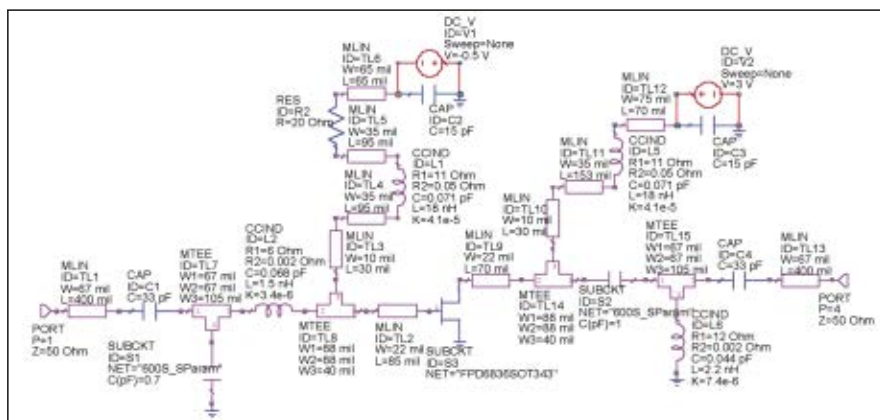 MLIN
ID=TL1
W=67 mil
L=400 mil
PORT
P=1
Z=50 Ohm
CAP
ID=C1
C=33 pF
MTEE
ID=TL7
W1=67 mil
W2=67 mil
W3=105 mil
SUBCKT
ID=S1
NET="600S_SParam"
C(pF)=0.7
CCIND
ID=L2
R1=6 Ohm
R2=0.002 Ohm
C=0.068 pF
L=1.5 nH
K=3.4e-6
MTEE
ID=TL8
W1=88 mil
W2=88 mil
W3=40 mil
MLIN
ID=TL3
W=10 mil
L=30 mil
MLIN
ID=TL4
W=35 mil
L=95 mil
CCIND
ID=L1
R1=11 Ohm
R2=0.05 Ohm
C=0.071 pF
L=18 nH
K=4.1e-5
MLIN
ID=TL5
W=35 mil
L=95 mil
RES
ID=R2
R=20 Ohm
MLIN
ID=TL6
W=65 mil
L=65 mil
CAP
ID=C2
C=15 pF
DC_V
ID=V1
Sweep=None
V=-0.5 V
MLIN
ID=TL2
W=22 mil
L=85 mil
SUBCKT
ID=S3
NET="FPD6836SOT343"
MLIN
ID=TL9
W=22 mil
L=70 mil
MTEE
ID=TL14
W1=88 mil
W2=88 mil
W3=40 mil
MLIN
ID=TL10
W=10 mil
L=30 mil
MLIN
ID=TL11
W=35 mil
L=153 mil
CCIND
ID=L5
R1=11 Ohm
R2=0.05 Ohm
C=0.071 pF
L=18 nH
K=4.1e-5
MLIN
ID=TL12
W=75 mil
L=70 mil
CAP
ID=C3
C=15 pF
DC_V
ID=V2
Sweep=None
V=3 V
SUBCKT
ID=S2
NET="600S_SParam"
C(pF)=1
MTEE
ID=TL15
W1=67 mil
W2=67 mil
W3=105 mil
CCIND
ID=L6
R1=12 Ohm
R2=0.002 Ohm
C=0.044 pF
L=2.2 nH
K=7.4e-6
CAP
ID=C4
C=33 pF
MLIN
ID=TL13
W=67 mil
L=400 mil
PORT
P=4
Z=50 Ohm